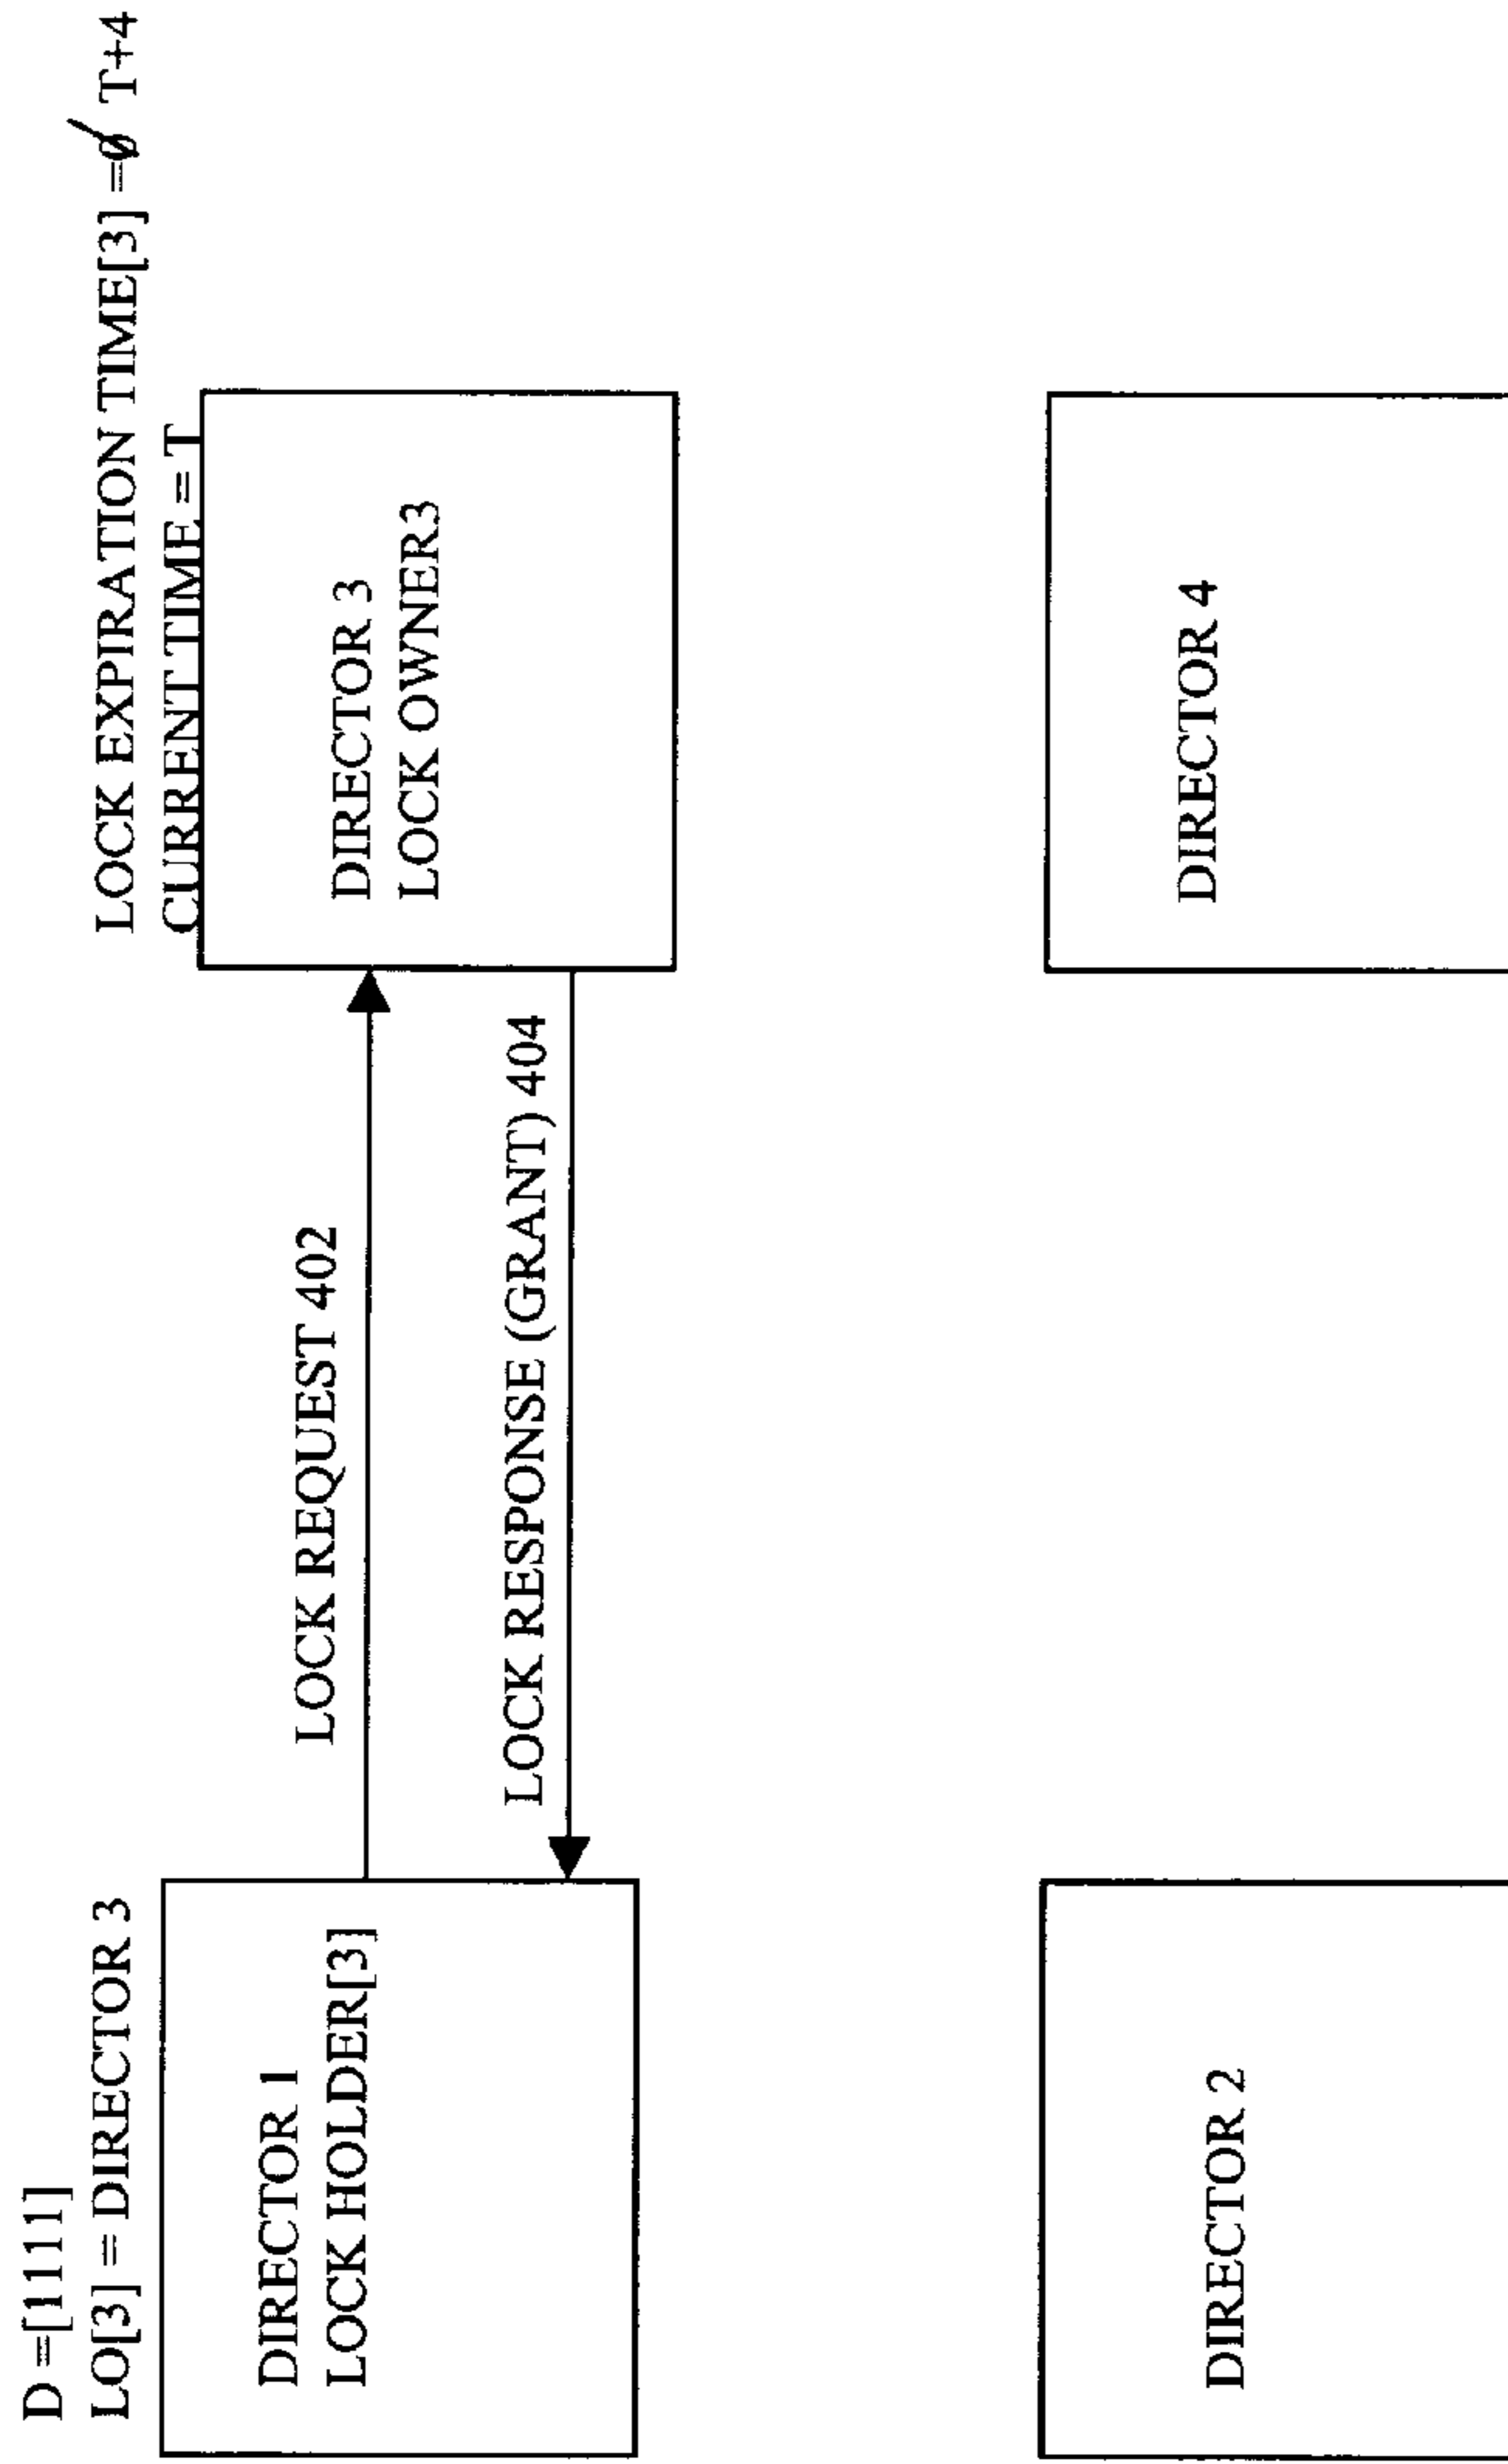 D =[1111]
LO[3] = DIRECTOR 3
DIRECTOR 1
LOCK HOLDER[3]
LOCK REQUEST 402
LOCK RESPONSE (GRANT) 404
LOCK EXPIRATION TIME[3] =0 T+4
CURRENT TIME = T
DIRECTOR 3
LOCK OWNER3
DIRECTOR 2
DIRECTOR 4